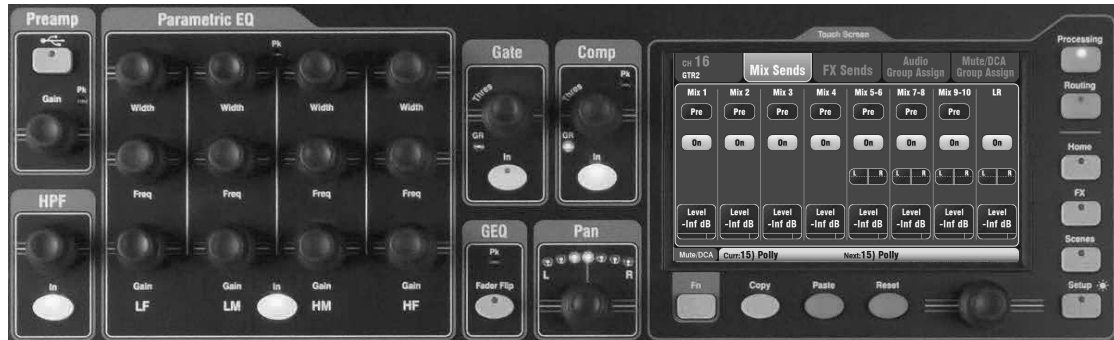 Preamp
Gain
Pk
HPF
In
Parametric EQ
Pk
Width Width Width Width
Freq Freq Freq Freq
Gain Gain In Gain Gain
LF LM HM HF
Gate
Thres
GR
In
Comp
Pk
Thres
GR
In
GEQ
Pk
Fader Flip
Pan
L R
Touch Screen
CH 16
GTR2
Mix Sends
FX Sends
Audio
Group Assign
Mute/DCA
Group Assign
Mix 1 Mix 2 Mix 3 Mix 4 Mix 5-6 Mix 7-8 Mix 9-10 LR
Pre Pre Pre Pre Pre Pre Pre
On On On On On On On On
L R L R L R L R
Level Level Level Level Level Level Level Level
-Inf dB -Inf dB -Inf dB -Inf dB -Inf dB -Inf dB -Inf dB -Inf dB
Mute/DCA Curr:15) Polly Next:15) Polly
Fn Copy Paste Reset
Processing
Routing
Home
FX
Scenes
Setup